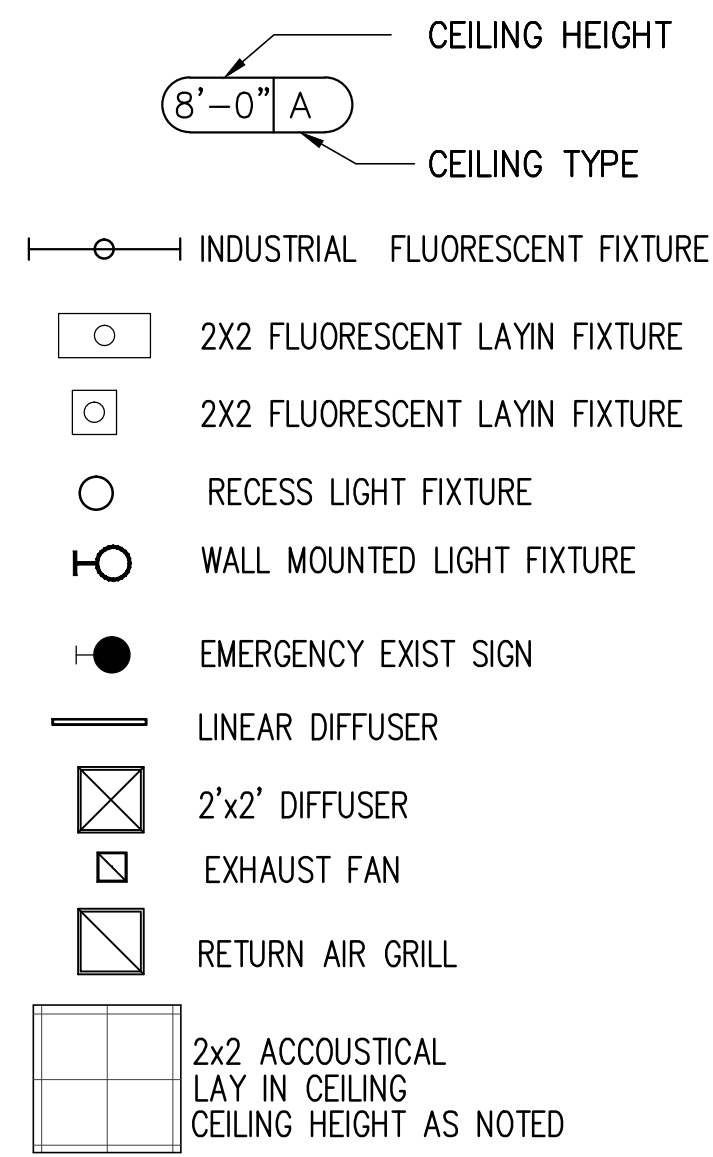 CEILING HEIGHT
8'-0" A
CEILING TYPE
INDUSTRIAL FLUORESCENT FIXTURE
2X2 FLUORESCENT LAYIN FIXTURE
2X2 FLUORESCENT LAYIN FIXTURE
RECESS LIGHT FIXTURE
WALL MOUNTED LIGHT FIXTURE
EMERGENCY EXIST SIGN
LINEAR DIFFUSER
2'x2' DIFFUSER
EXHAUST FAN
RETURN AIR GRILL
2x2 ACCOUSTICAL
LAY IN CEILING
CEILING HEIGHT AS NOTED